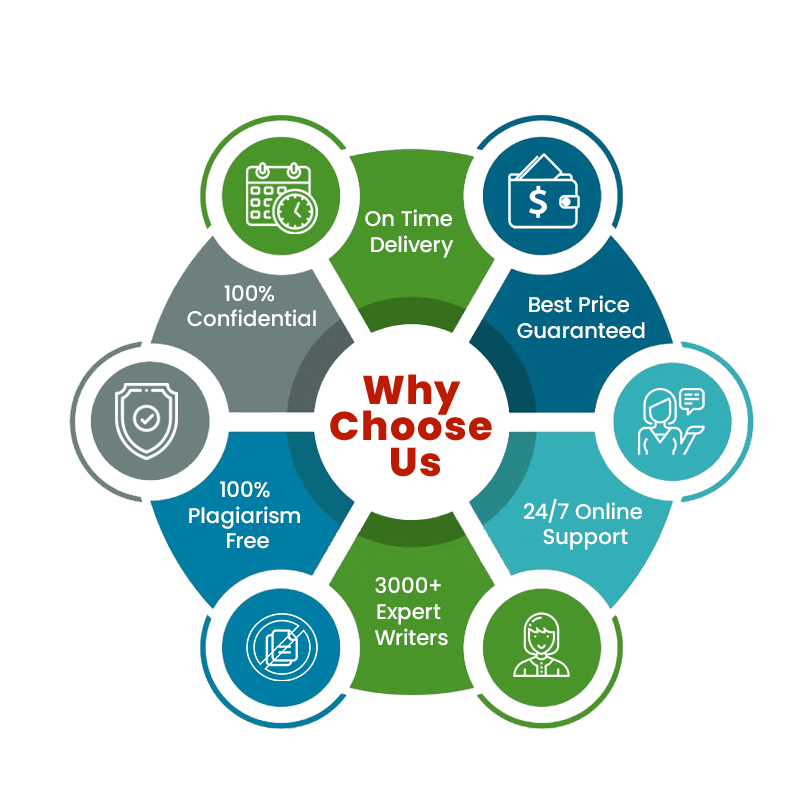 On Time
Delivery
100%
Confidential
Best Price
Guaranteed
Why
Choose
Us
100%
Plagiarism
Free
24/7 Online
Support
3000+
Expert
Writers
$